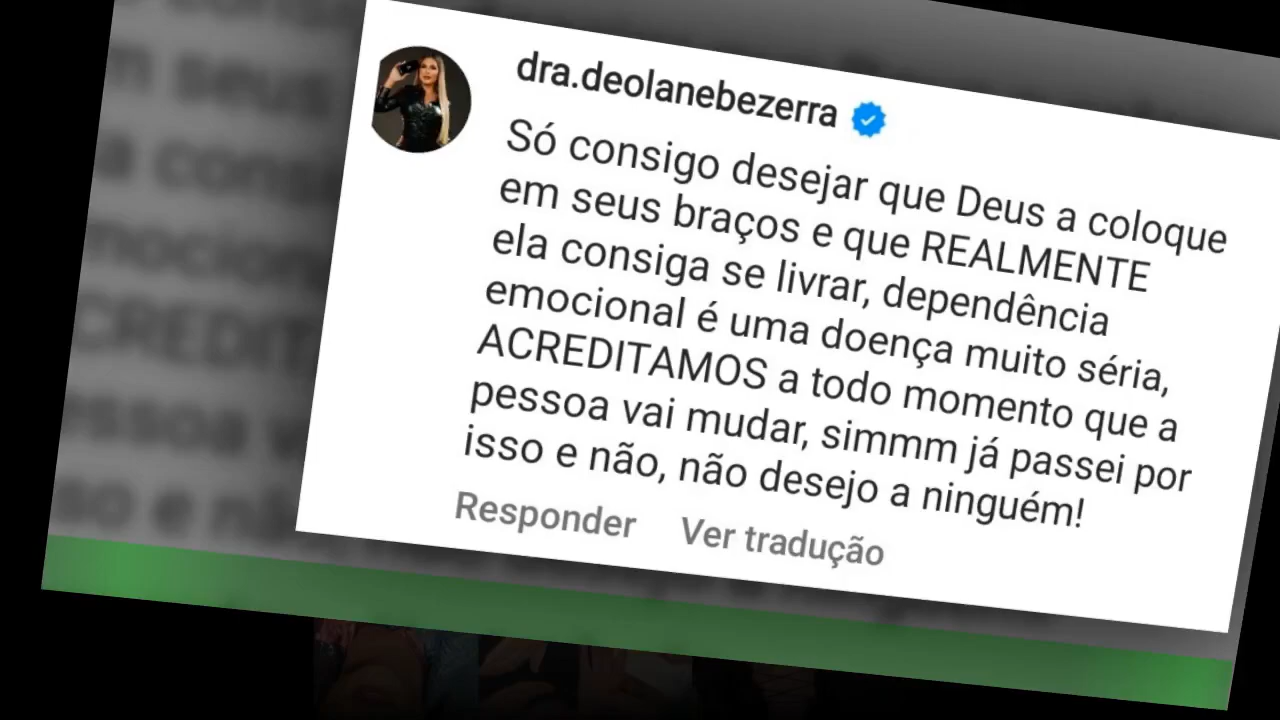 dra.deolanebezerra
Só consigo desejar que Deus a coloque
em seus braços e que REALMENTE
ela consiga se livrar, dependência
emocional é uma doença muito séria,
ACREDITAMOS a todo momento que a
pessoa vai mudar, simmm já passei por
isso e não, não desejo a ninguém!
Responder Ver tradução